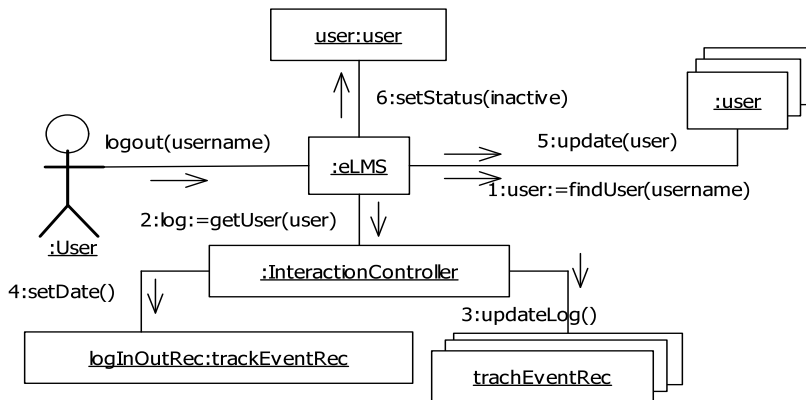 user:user
6:setStatus(inactive)
:user
logout(username)
5:update(user)
:eLMS
1:user:=findUser(username)
2:log:=getUser(user)
:User
:InteractionController
4:setDate()
3:updateLog()
logInOutRec:trackEventRec
trachEventRec